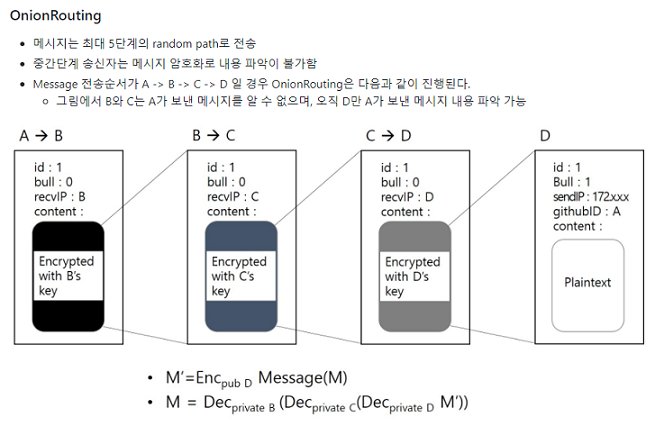 OnionRouting
• 메시지는 최대 5단계의 random path로 전송
• 중간단계 송신자는 메시지 암호화로 내용 파악이 불가함
• Message 전송순서가 A -> B -> C -> D 일 경우 OnionRouting은 다음과 같이 진행된다.
○ 그림에서 B와 C는 A가 보낸 메시지를 알 수 없으며, 오직 D만 A가 보낸 메시지 내용 파악 가능
A → B
id : 1
bull : 0
recvIP : B
content :
Encrypted
with B's
key
B → C
id : 1
bull : 0
recvIP : C
content :
Encrypted
with C's
key
C → D
id : 1
bull : 0
recvIP : D
content :
Encrypted
with D's
key
D
id : 1
Bull : 1
sendIP : 172.xxx
githubID : A
content :
Plaintext
• M'=Enc pub D Message(M)
• M = Dec private B (Dec private C(Dec private D M'))